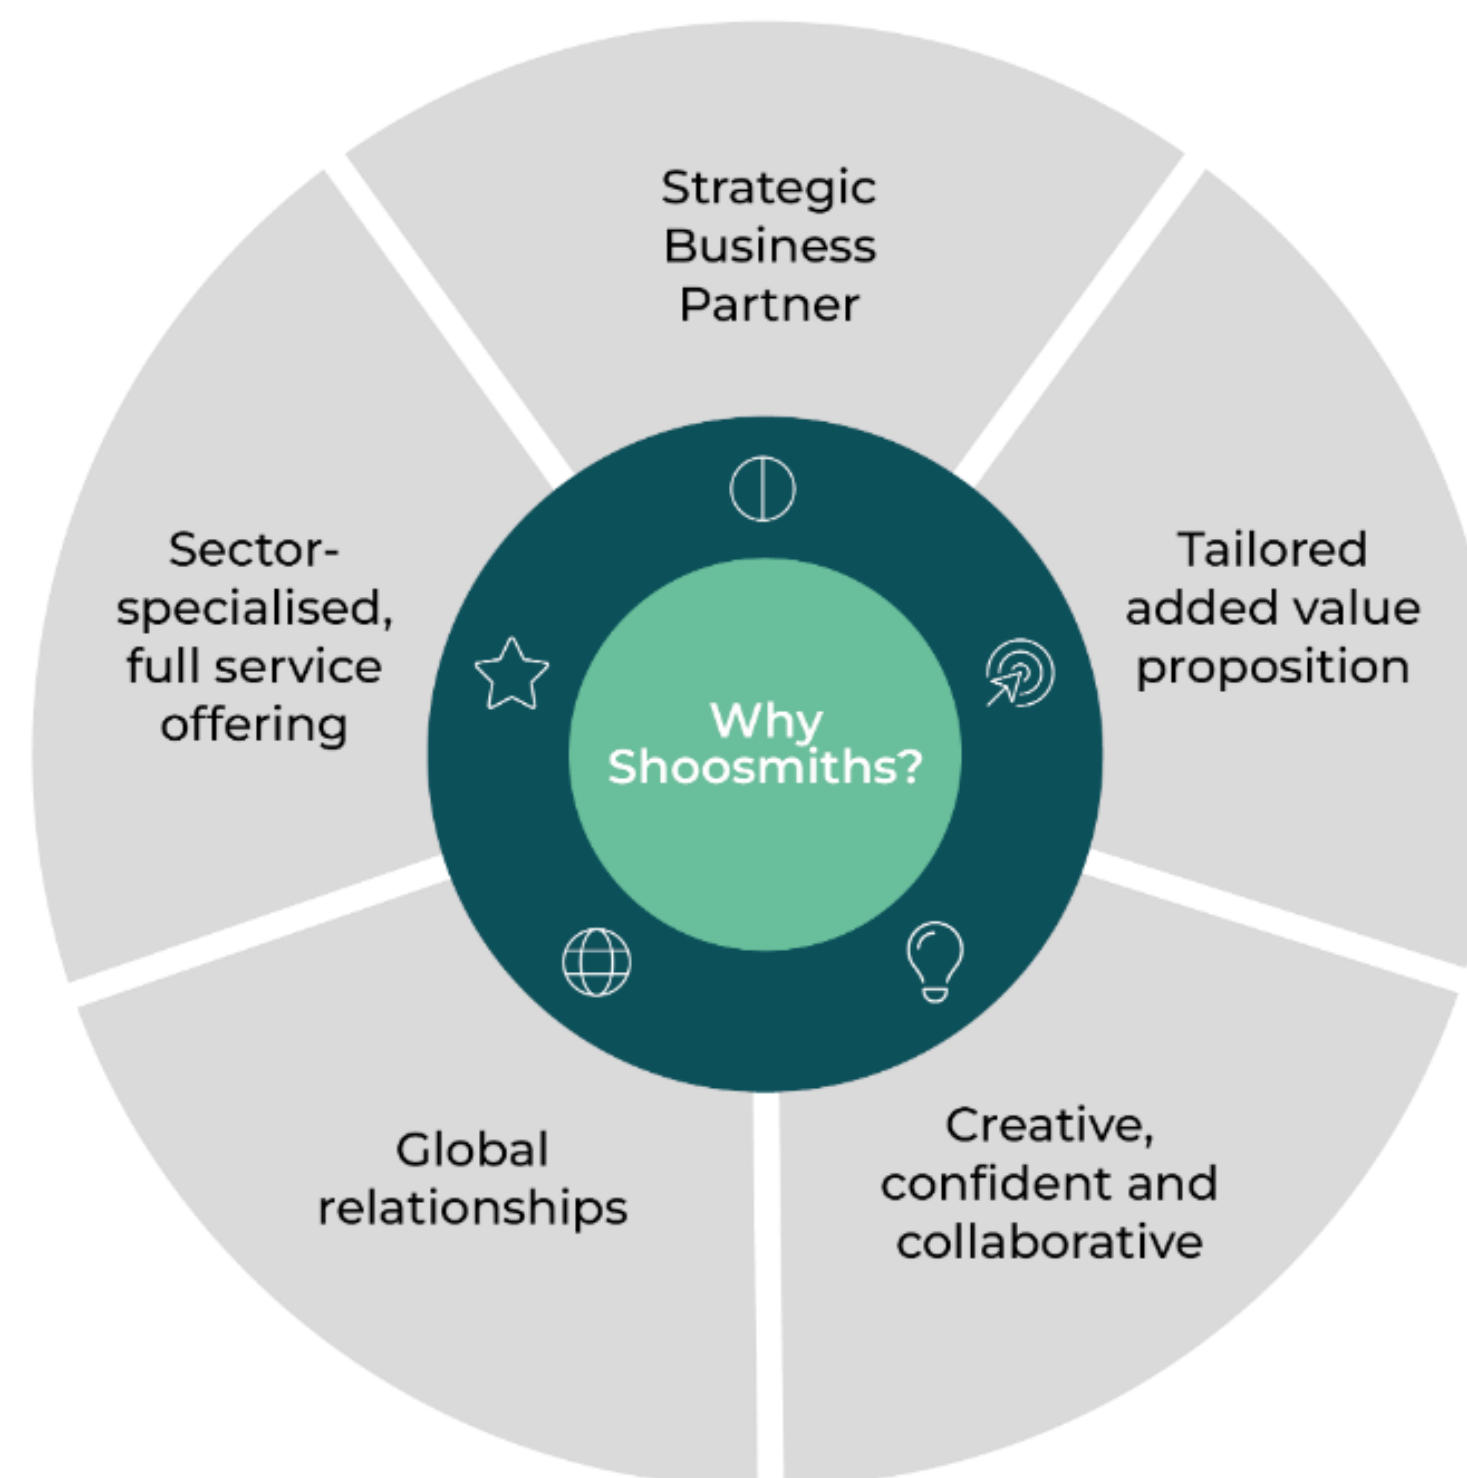 Strategic
Business
Partner
Tailored
added value
proposition
Creative,
confident and
collaborative
Global
relationships
Sector-
specialised,
full service
offering
Why
Shoosmiths?